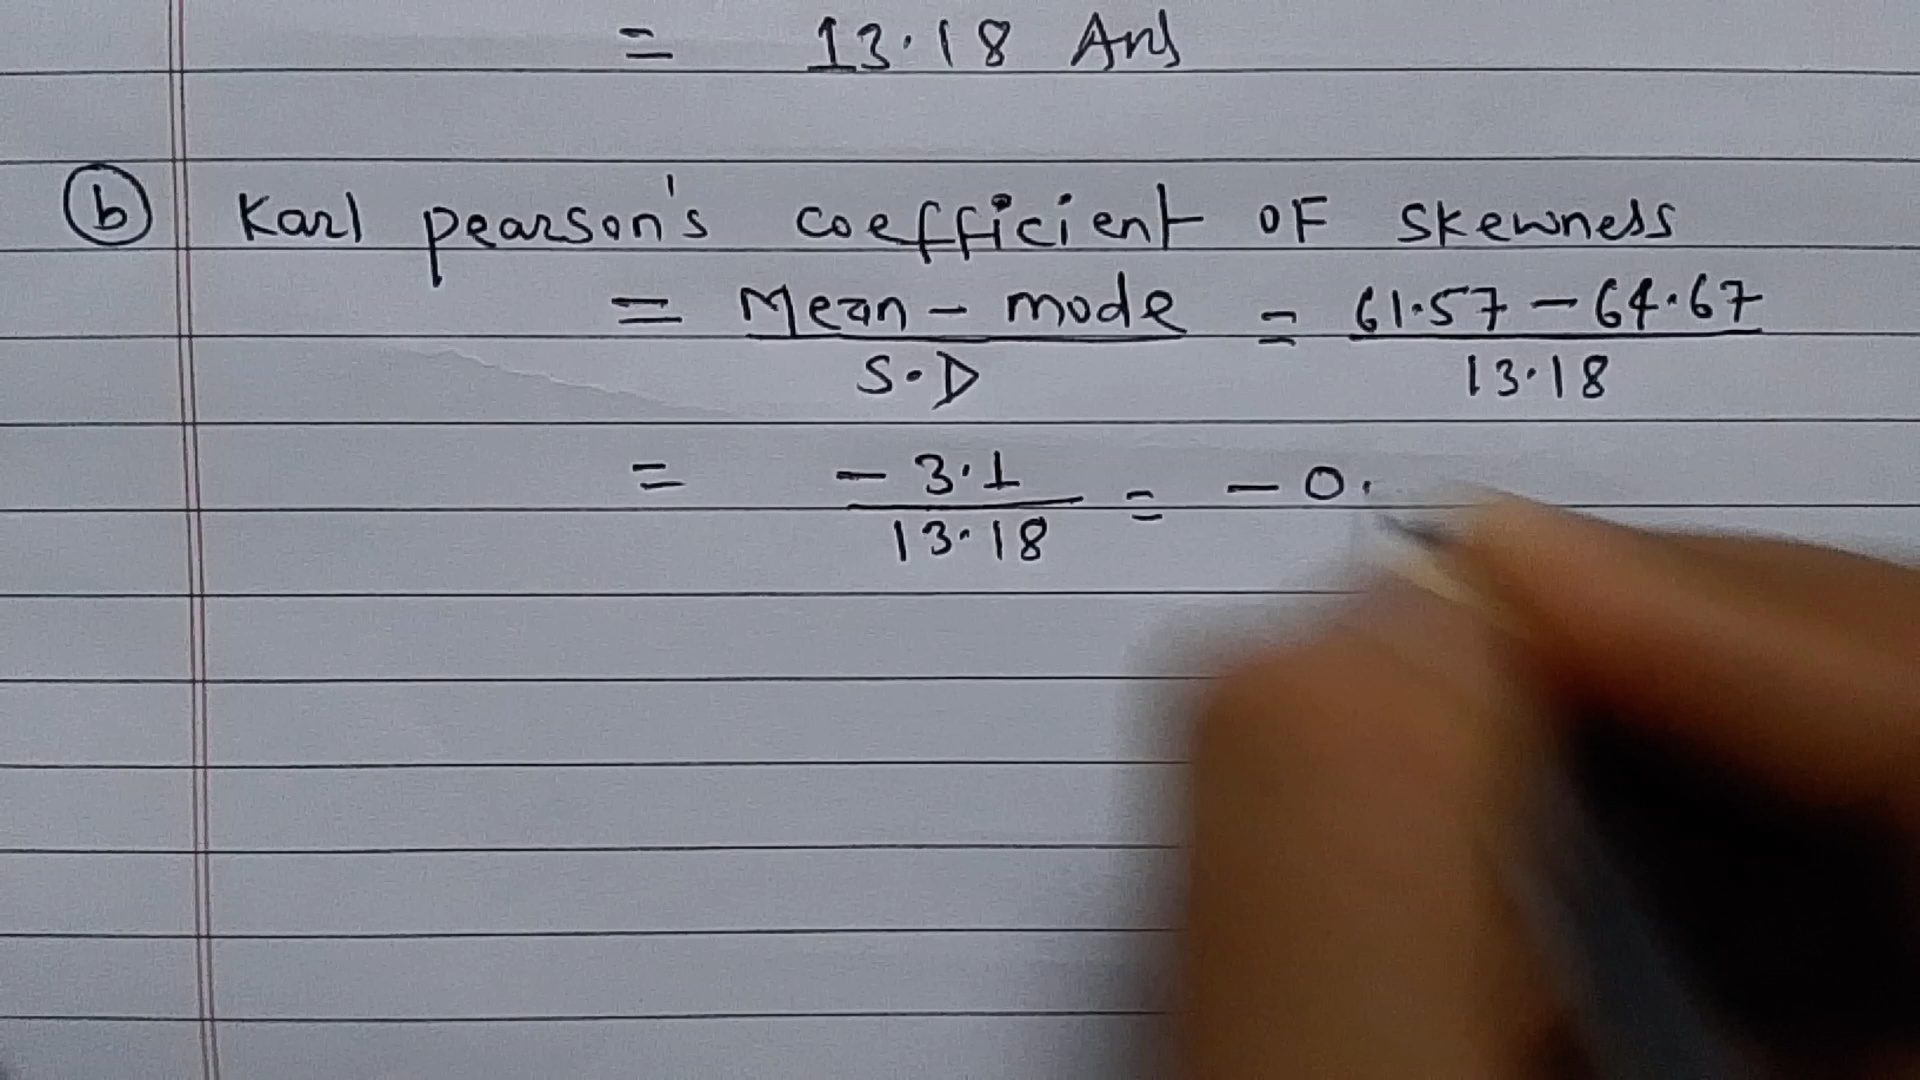 = 13.18 Ans
(b) Karl pearson's coefficient OF skewness
= Mean - mode / S.D = 61.57 - 64.67 / 13.18
= - 3.1 / 13.18 = - 0.